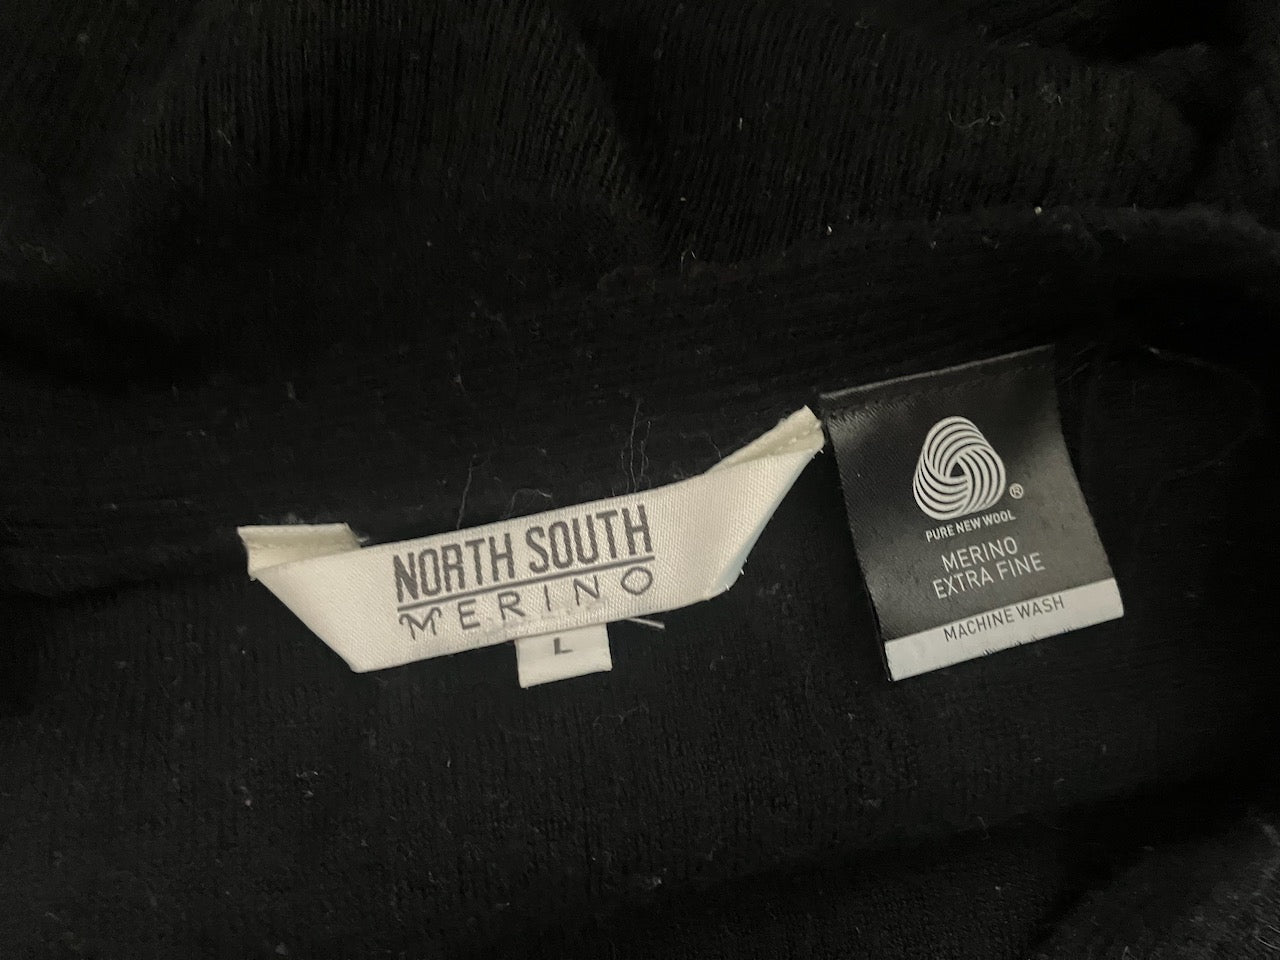 NORTH SOUTH
MERINO
L
®
PURE NEW WOOL
MERINO
EXTRA FINE
MACHINE WASH